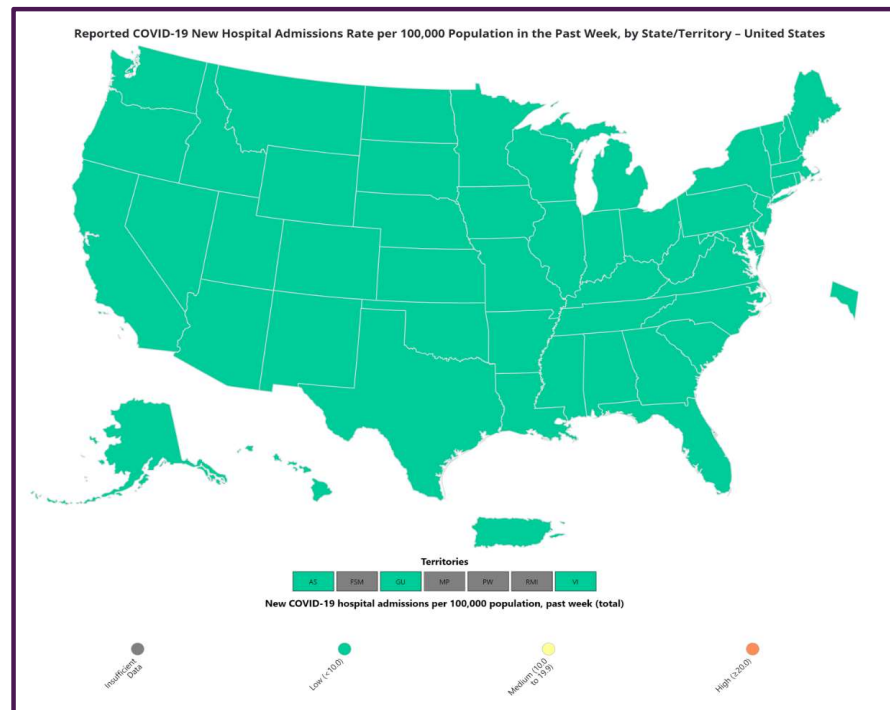 Reported COVID-19 New Hospital Admissions Rate per 100,000 Population in the Past Week, by State/Territory – United States
Territories
AS FSM GU MP PW RMI VI
New COVID-19 hospital admissions per 100,000 population, past week (total)
Insufficient
Data
Low (<10.0)
Medium (10.0
to 19.9)
High (≥20.0)